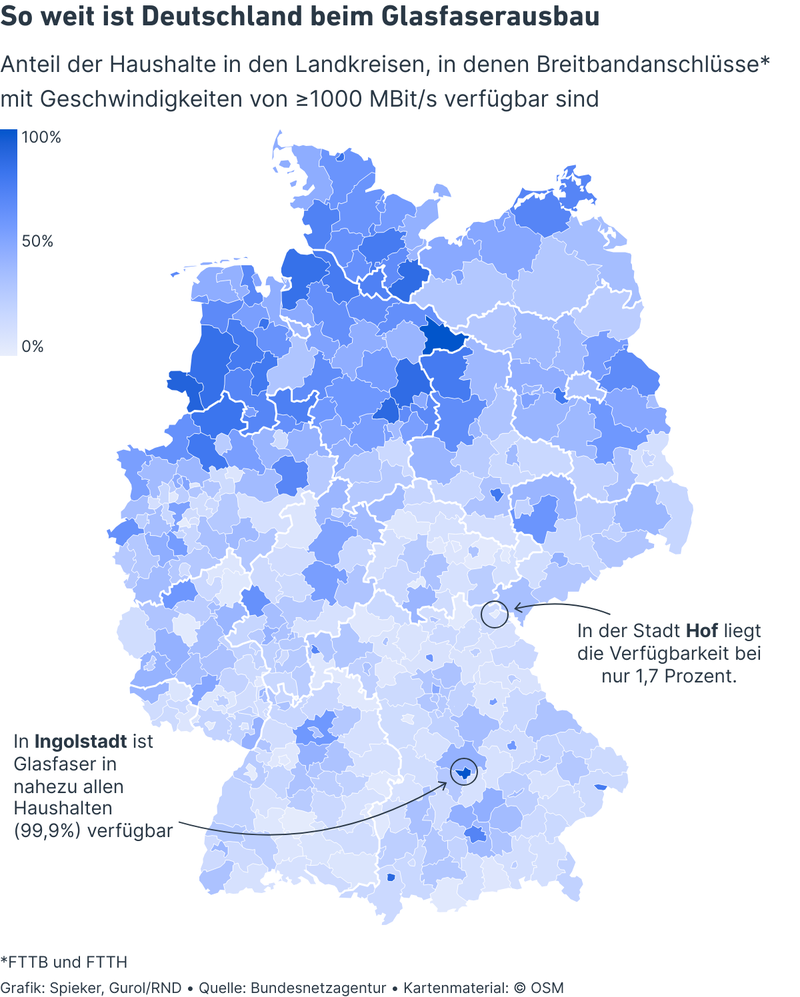 So weit ist Deutschland beim Glasfaserausbau
Anteil der Haushalte in den Landkreisen, in denen Breitbandanschlüsse*
mit Geschwindigkeiten von ≥1000 MBit/s verfügbar sind
100%
50%
0%
In der Stadt Hof liegt
die Verfügbarkeit bei
nur 1,7 Prozent.
In Ingolstadt ist
Glasfaser in
nahezu allen
Haushalten
(99,9%) verfügbar
*FTTB und FTTH
Grafik: Spieker, Gurol/RND • Quelle: Bundesnetzagentur • Kartenmaterial: © OSM